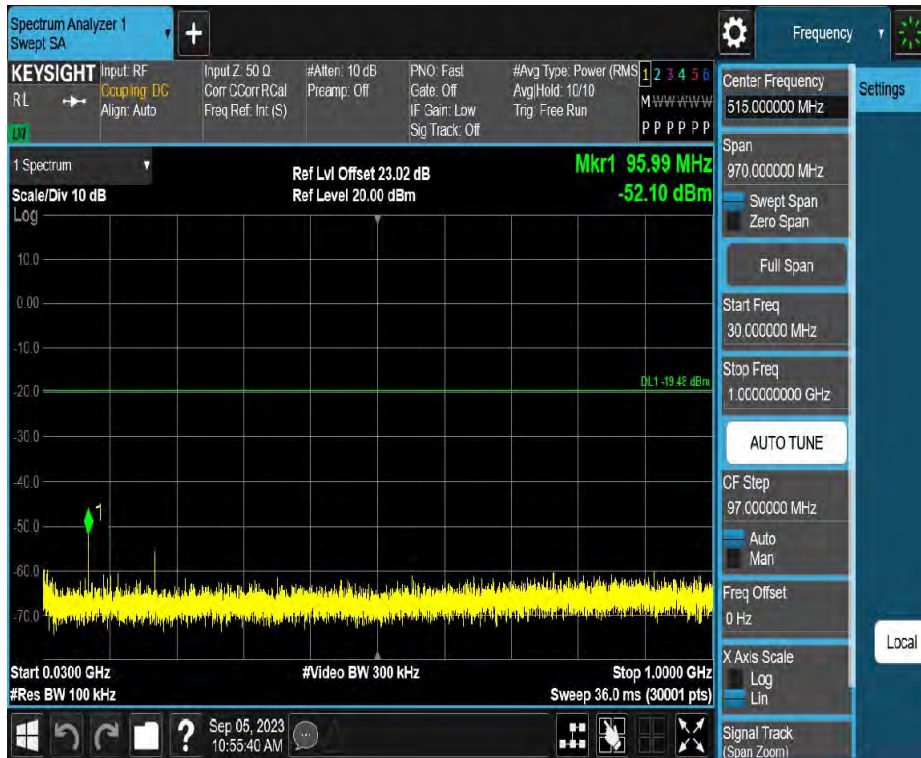 Spectrum Analyzer 1
Swept SA
+
Frequency
KEYSIGHT
RL
LXI
Input: RF
Coupling: DC
Align: Auto
Input Z: 50 Ω
Corr CCorr RCal
Freq Ref: Int (S)
#Atten: 10 dB
Preamp: Off
PNO: Fast
Gate: Off
IF Gain: Low
Sig Track: Off
#Avg Type: Power (RMS
Avg|Hold: 10/10
Trig: Free Run
1 2 3 4 5 6
M W W W W W
P P P P P P
1 Spectrum
Scale/Div 10 dB
Log
Ref Lvl Offset 23.02 dB
Ref Level 20.00 dBm
Mkr1 95.99 MHz
-52.10 dBm
10.0
0.00
-10.0
-20.0
-30.0
-40.0
-50.0
-60.0
-70.0
DL1 -19.48 dBm
1
Start 0.0300 GHz
#Res BW 100 kHz
#Video BW 300 kHz
Stop 1.0000 GHz
Sweep 36.0 ms (30001 pts)
?
Sep 05, 2023
10:55:40 AM
Center Frequency
515.000000 MHz
Span
970.000000 MHz
Swept Span
Zero Span
Full Span
Start Freq
30.000000 MHz
Stop Freq
1.000000000 GHz
AUTO TUNE
CF Step
97.000000 MHz
Auto
Man
Freq Offset
0 Hz
X Axis Scale
Log
Lin
Signal Track
(Span Zoom)
Settings
Local